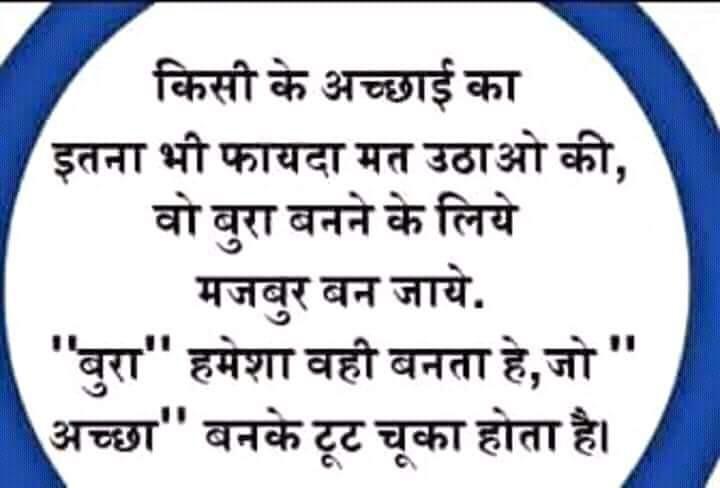 किसी के अच्छाई का
इतना भी फायदा मत उठाओ की,
वो बुरा बनने के लिये
मजबुर बन जाये.
"बुरा" हमेशा वही बनता हे,जो "
अच्छा" बनके टूट चूका होता है।